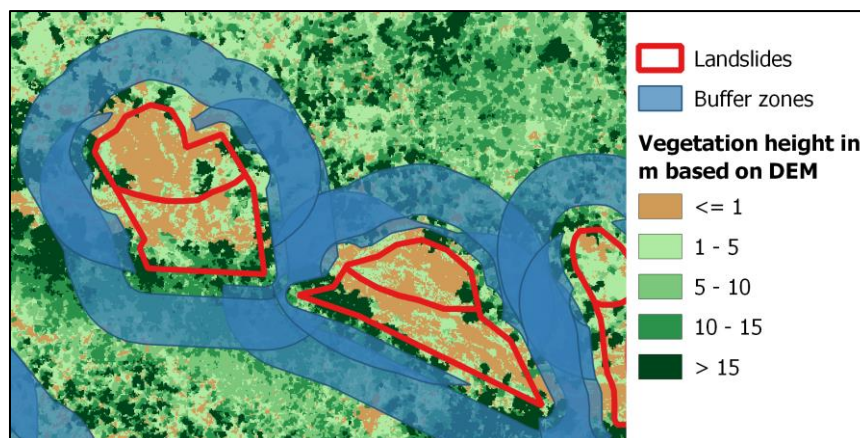 Landslides
Buffer zones
Vegetation height in
m based on DEM
<= 1
1 - 5
5 - 10
10 - 15
> 15